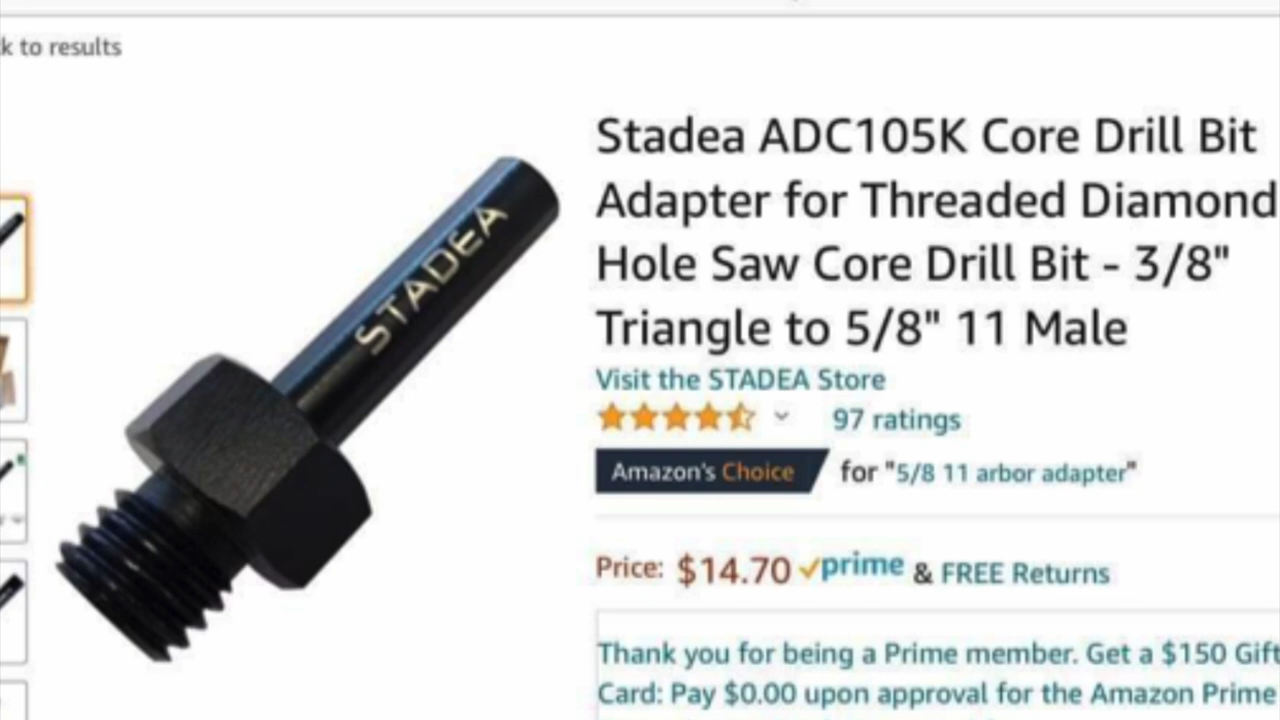 k to results
STADEA
Stadea ADC105K Core Drill Bit
Adapter for Threaded Diamond
Hole Saw Core Drill Bit - 3/8"
Triangle to 5/8" 11 Male
Visit the STADEA Store
97 ratings
Amazon's Choice for "5/8 11 arbor adapter"
Price: $14.70 prime & FREE Returns
Thank you for being a Prime member. Get a $150 Gift
Card: Pay $0.00 upon approval for the Amazon Prime